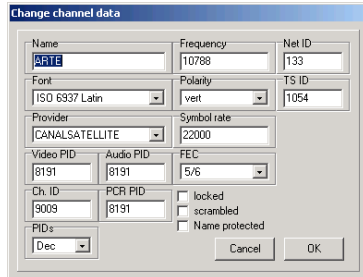 Change channel data
Name Frequency Net ID
ARTE 10788 133
Font Polarity TS ID
ISO 6937 Latin vert 1054
Provider Symbol rate
CANALSATELLITE 22000
Video PID Audio PID FEC
8191 8191 5/6
Ch. ID PCR PID locked
9009 8191 scrambled
PIDs Name protected
Dec Cancel OK